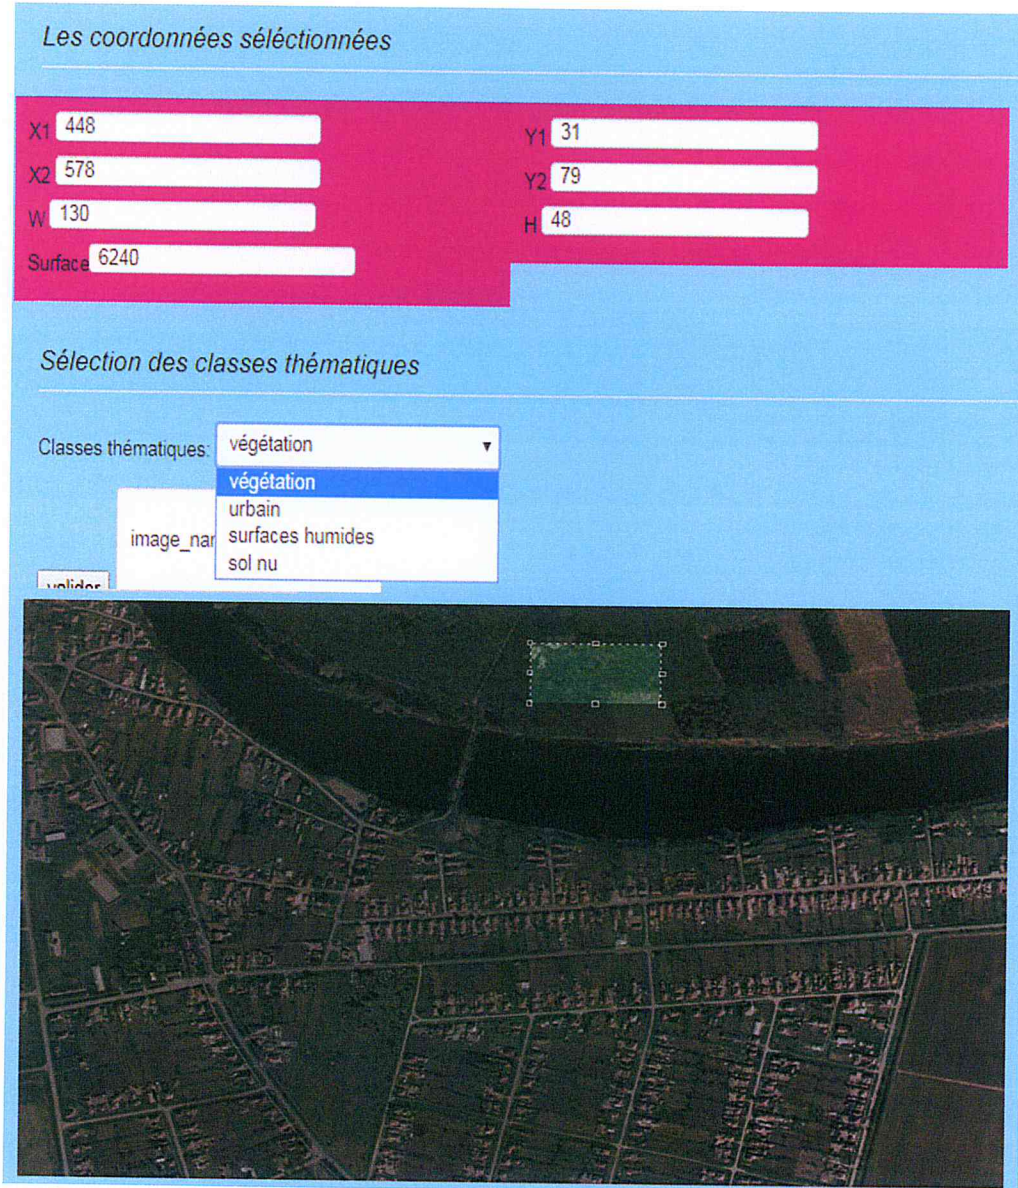 Les coordonnées séléctionnées
X1 448 Y1 31
X2 578 Y2 79
W 130 H 48
Surface 6240
Sélection des classes thématiques
Classes thématiques: végétation
végétation
urbain
surfaces humides
sol nu
valider